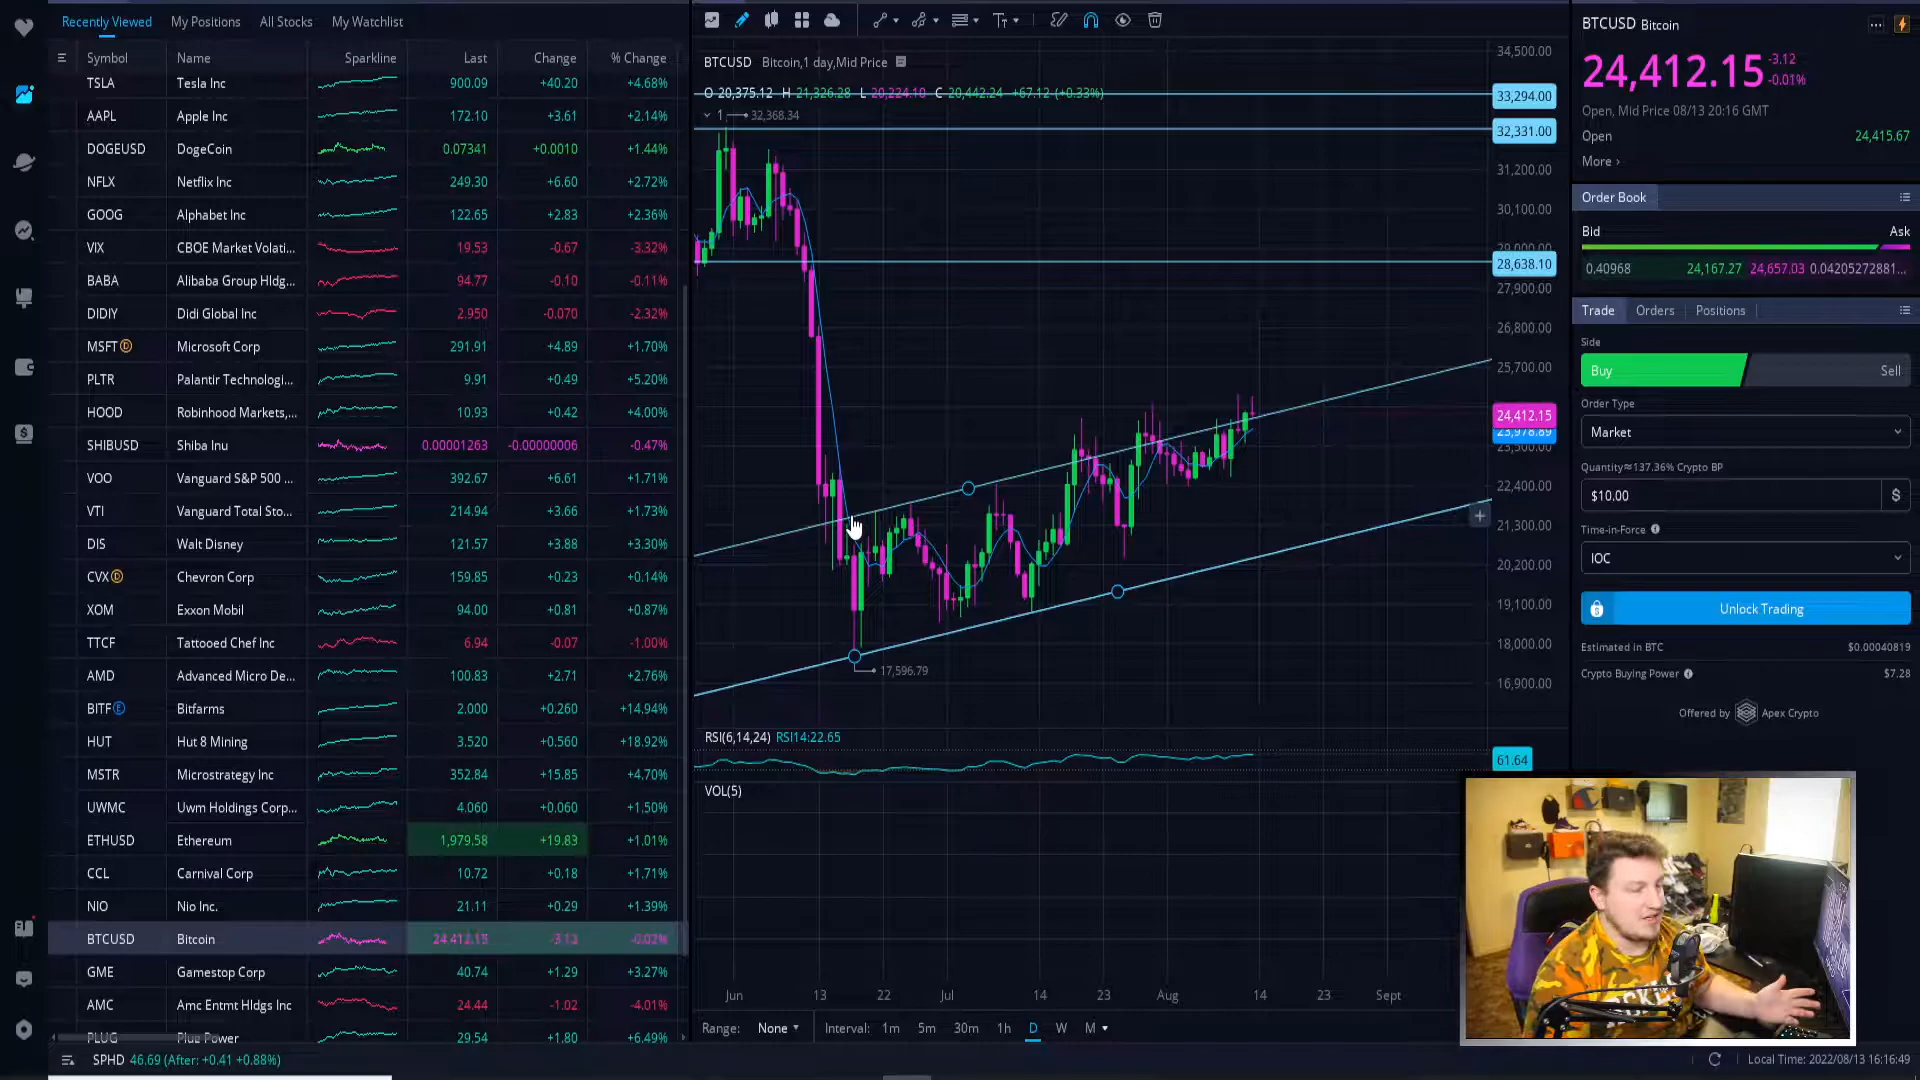 Recently Viewed My Positions All Stocks My Watchlist
Symbol Name Sparkline Last Change % Change
TSLA Tesla Inc 900.09 +40.20 +4.68%
AAPL Apple Inc 172.10 +3.61 +2.14%
DOGEUSD DogeCoin 0.07341 +0.0010 +1.44%
NFLX Netflix Inc 249.30 +6.60 +2.72%
GOOG Alphabet Inc 122.65 +2.83 +2.36%
VIX CBOE Market Volati... 19.53 -0.67 -3.32%
BABA Alibaba Group Hldg... 94.77 -0.10 -0.11%
DIDIY Didi Global Inc 2.950 -0.070 -2.32%
MSFT D Microsoft Corp 291.91 +4.89 +1.70%
PLTR Palantir Technologi... 9.91 +0.49 +5.20%
HOOD Robinhood Markets,... 10.93 +0.42 +4.00%
SHIBUSD Shiba Inu 0.00001263 -0.00000006 -0.47%
VOO Vanguard S&P 500 ... 392.67 +6.61 +1.71%
VTI Vanguard Total Sto... 214.94 +3.66 +1.73%
DIS Walt Disney 121.57 +3.88 +3.30%
CVX D Chevron Corp 159.85 +0.23 +0.14%
XOM Exxon Mobil 94.00 +0.81 +0.87%
TTCF Tattooed Chef Inc 6.94 -0.07 -1.00%
AMD Advanced Micro De... 100.83 +2.71 +2.76%
BITF E Bitfarms 2.000 +0.260 +14.94%
HUT Hut 8 Mining 3.520 +0.560 +18.92%
MSTR Microstrategy Inc 352.84 +15.85 +4.70%
UWMC Uwm Holdings Corp... 4.060 +0.060 +1.50%
ETHUSD Ethereum 1,979.58 +19.83 +1.01%
CCL Carnival Corp 10.72 +0.18 +1.71%
NIO Nio Inc. 21.11 +0.29 +1.39%
BTCUSD Bitcoin 24,412.15 -3.12 -0.02%
GME Gamestop Corp 40.74 +1.29 +3.27%
AMC Amc Entmt Hldgs Inc 24.44 -1.02 -4.01%
PLUG Plug Power 29.54 +1.80 +6.49%
SPHD 46.69 (After: +0.41 +0.88%)
BTCUSD Bitcoin,1 day,Mid Price
O 20,375.12 H 21,326.28 L 20,224.10 C 20,442.24 +67.12 (+0.33%)
1 32,368.34
17,596.79
34,500.00
33,294.00
32,331.00
31,200.00
30,100.00
29,000.00
28,638.10
27,900.00
26,800.00
25,700.00
24,412.15
23,978.89
23,900.00
22,400.00
21,300.00
20,200.00
19,100.00
18,000.00
16,900.00
RSI(6,14,24) RSI14:22.65
61.64
VOL(5)
Jun 13 22 Jul 14 23 Aug 14 23 Sept
Range: None Interval: 1m 5m 30m 1h D W M
BTCUSD Bitcoin
24,412.15 -3.12
-0.01%
Open, Mid Price 08/13 20:16 GMT
Open 24,415.67
More
Order Book
Bid Ask
0.40968 24,167.27 24,657.03 0.04205272881...
Trade Orders Positions
Side
Buy Sell
Order Type
Market
Quantity≈137.36% Crypto BP
$10.00 $
Time-in-Force
IOC
Unlock Trading
Estimated in BTC $0.00040819
Crypto Buying Power $7.28
Offered by Apex Crypto
Local Time: 2022/08/13 16:16:49